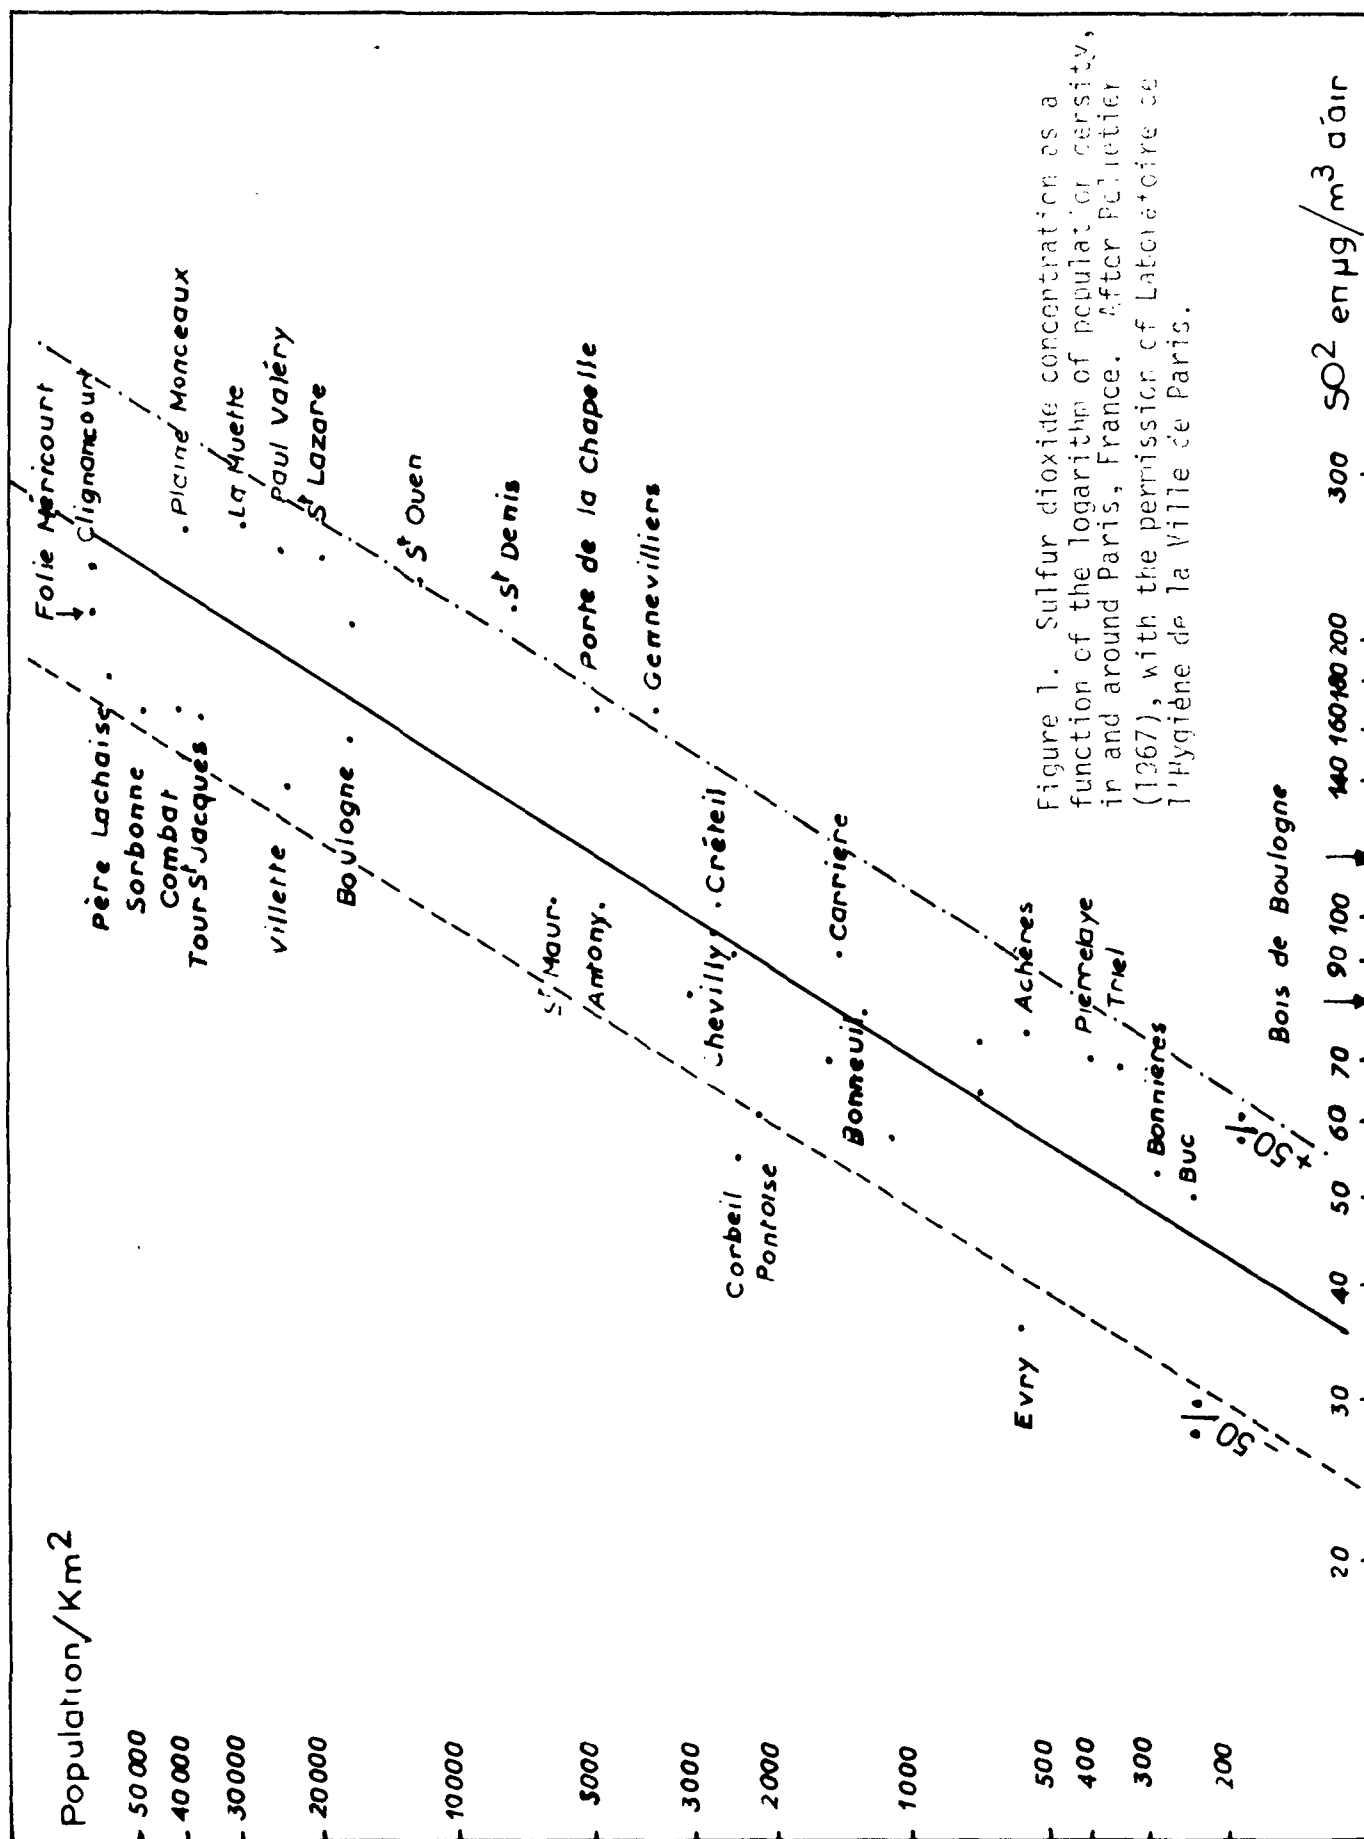 Population/Km2
50 000
40 000
30000
20000
10000
5000
3000
2000
1000
500
400
300
200
Folie Méricourt
Clignancourt
Père Lachaise
Sorbonne
Combat
Tour St Jacques
Plaine Monceaux
La Muette
Paul Valéry
St Lazare
Villette
Boulogne
St Ouen
St Denis
Porte de la Chapelle
Gennevilliers
St Maur
Antony
Chevilly
Créteil
Corbeil
Pontoise
Bonneuil
Carrière
Evry
Achères
Pierrelaye
Triel
Bonnières
Buc
- 50 %
+ 50 %
Bois de Boulogne
Figure 1. Sulfur dioxide concentration as a
function of the logarithm of population density,
in and around Paris, France. After Pelletier
(1967), with the permission of Laboratoire de
l'Hygiène de la Ville de Paris.
20 30 40 50 60 70 90 100 140 160 180 200 300 SO2 en µg/m3 d'air